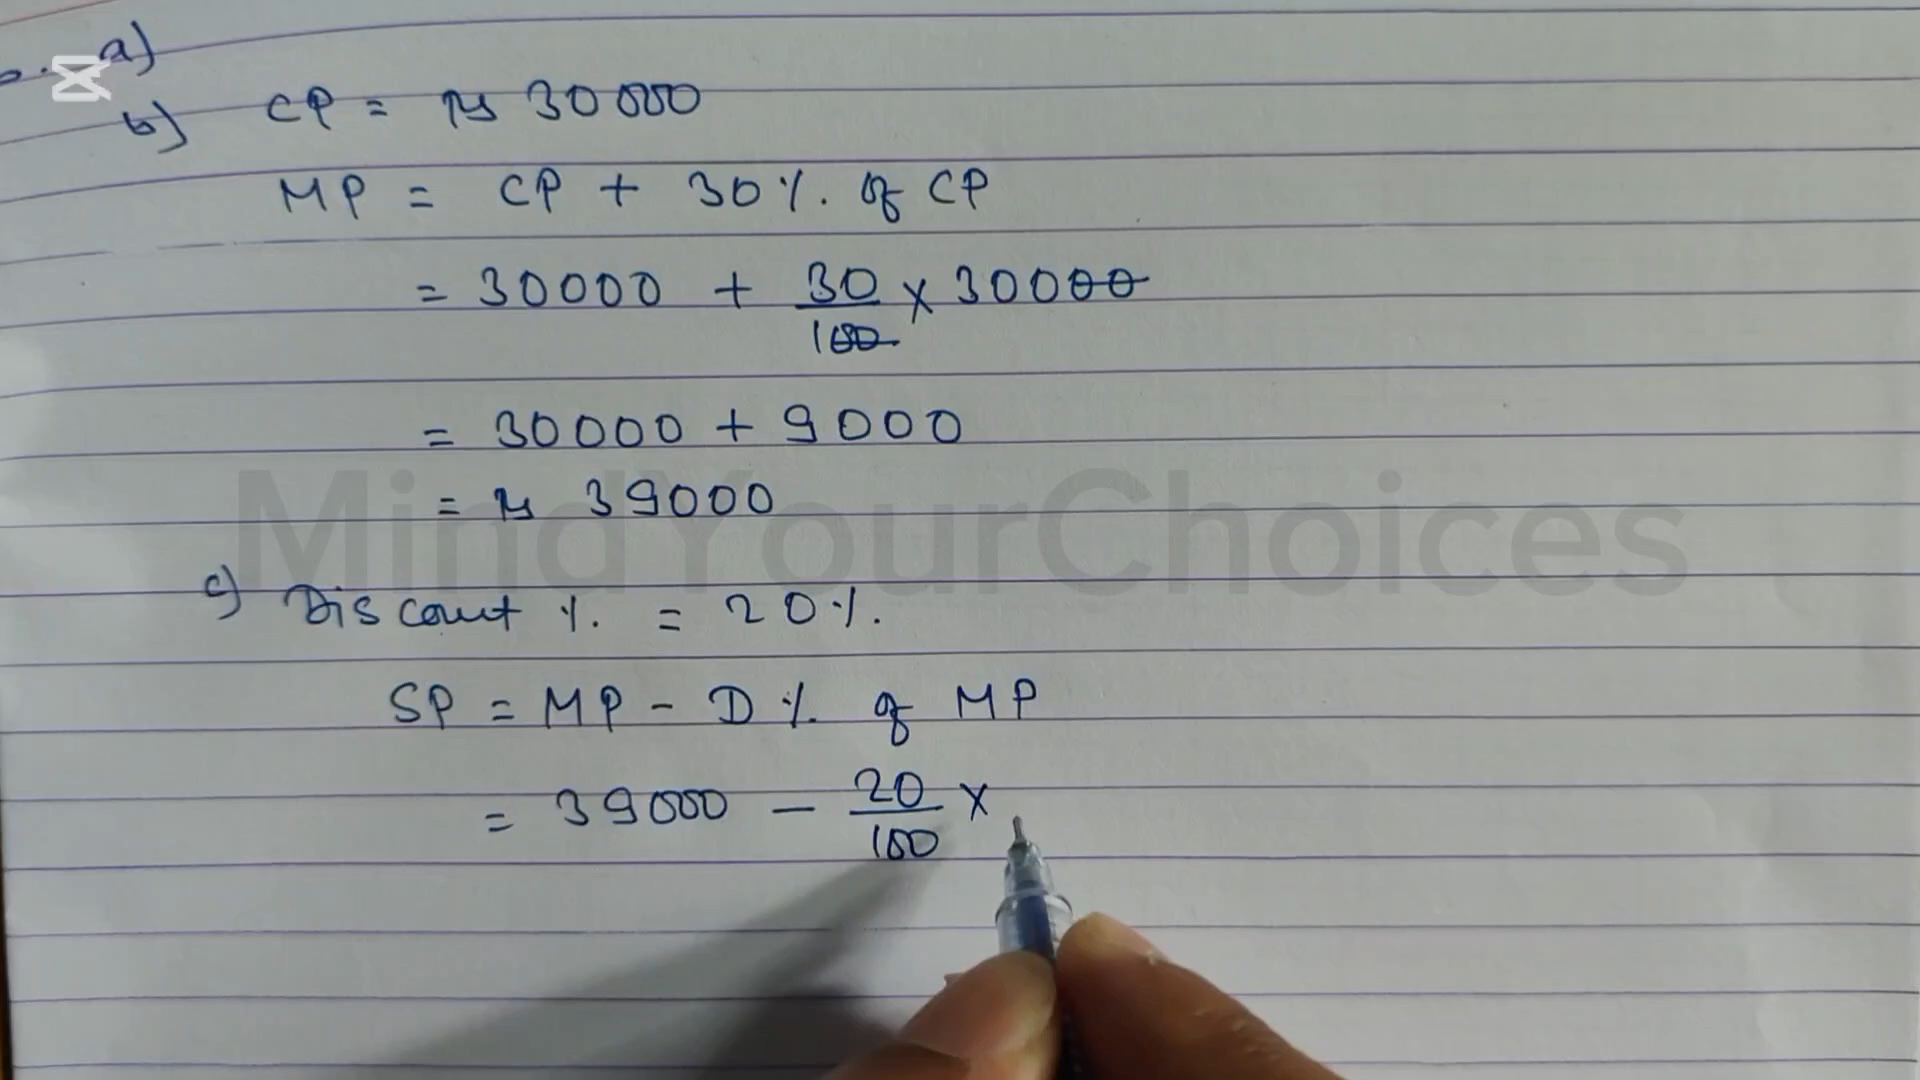 a)
b) CP = Rs 30000
MP = CP + 30% of CP
= 30000 + 30/100 × 30000
= 30000 + 9000
= Rs 39000
MindYourChoices
c) Discount % = 20%.
SP = MP - D% of MP
= 39000 - 20/100 ×